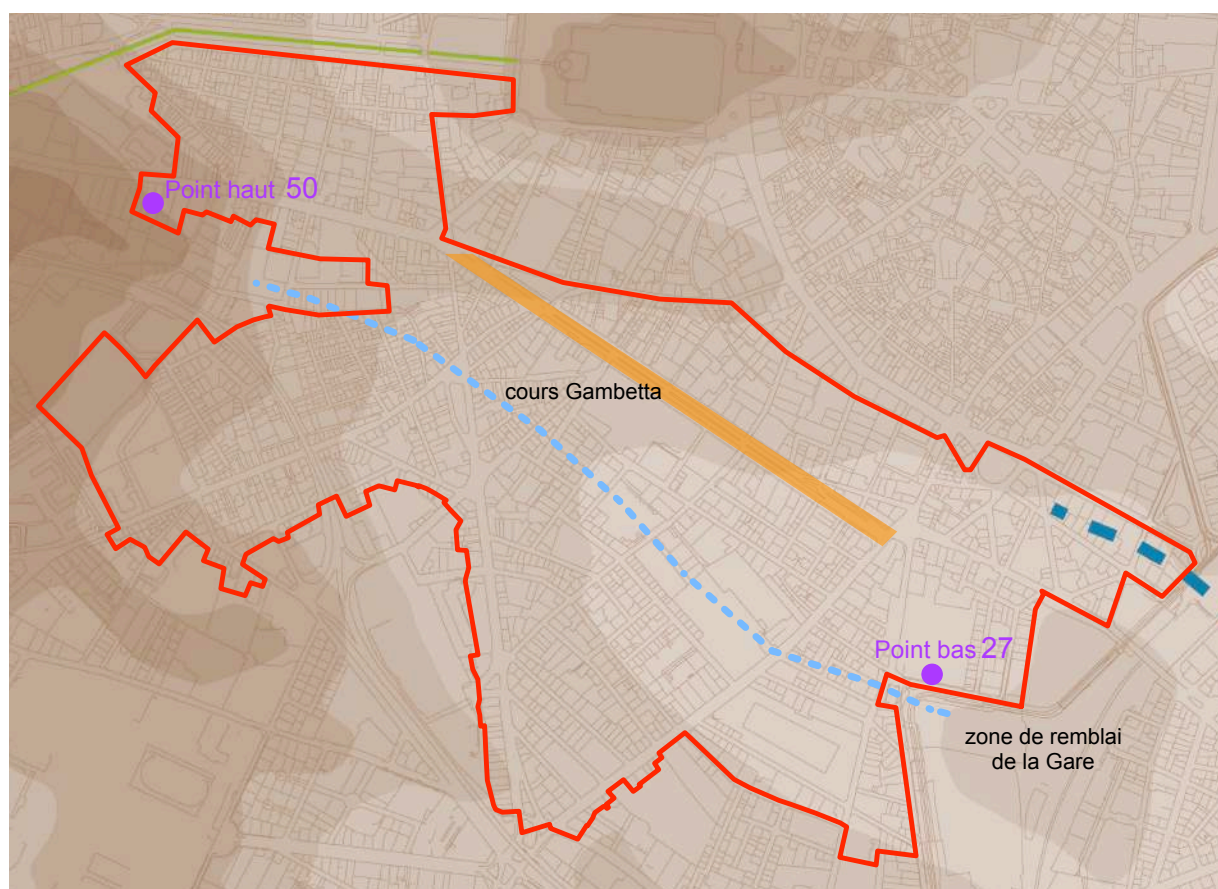 Point haut 50
cours Gambetta
Point bas 27
zone de remblai
de la Gare